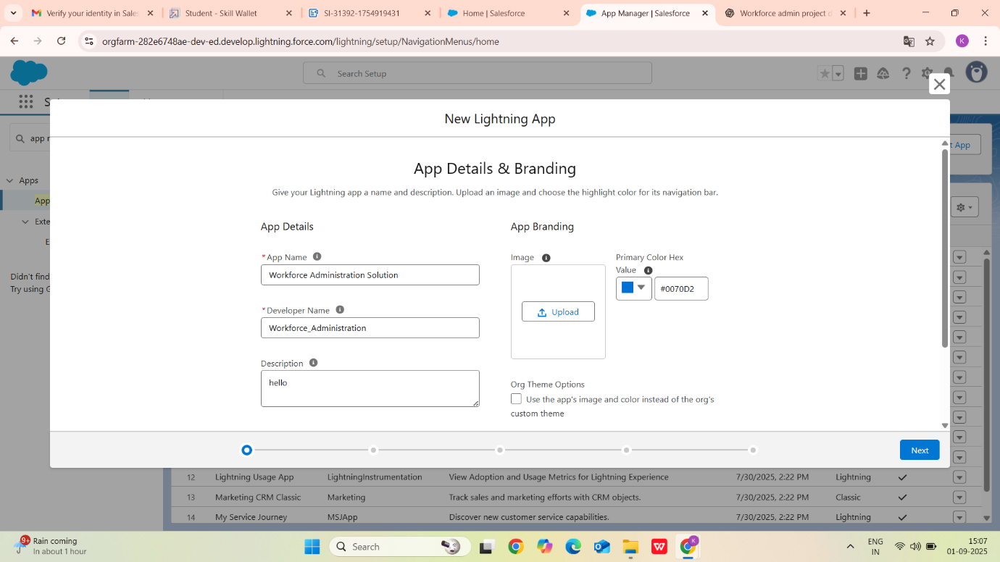 Verify your identity in Sales
Student - Skill Wallet
SI-31392-1754919431
Home | Salesforce
App Manager | Salesforce
Workforce admin project d
orgfarm-282e6748ae-dev-ed.develop.lightning.force.com/lightning/setup/NavigationMenus/home
K
Search Setup
New Lightning App
App Details & Branding
Give your Lightning app a name and description. Upload an image and choose the highlight color for its navigation bar.
Apps
App Details
App Branding
*App Name
Image
Primary Color Hex
Value
Workforce Administration Solution
#0070D2
*Developer Name
Upload
Workforce_Administration
Description
hello
Org Theme Options
Use the app's image and color instead of the org's
custom theme
Didn't find
Next
12 Lightning Usage App LightningInstrumentation View Adoption and Usage Metrics for Lightning Experience 7/30/2025, 2:22 PM Lightning
13 Marketing CRM Classic Marketing Track sales and marketing efforts with CRM objects. 7/30/2025, 2:22 PM Classic
14 My Service Journey MSJApp Discover new customer service capabilities. 7/30/2025, 2:22 PM Lightning
9+
Rain coming
In about 1 hour
Search
ENG
IN
15:07
01-09-2025